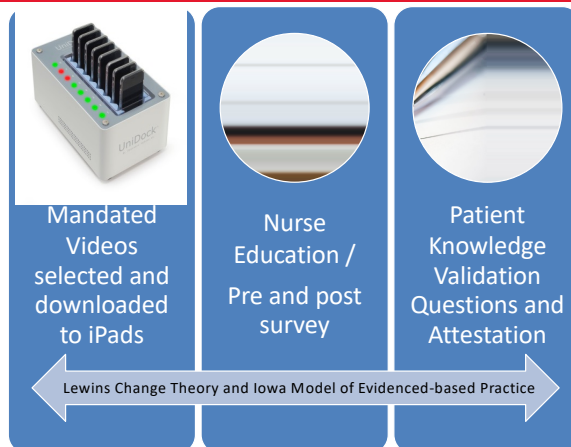 UniDock
Mandated
Videos
selected and
downloaded
to iPads
Nurse
Education /
Pre and post
survey
Patient
Knowledge
Validation
Questions and
Attestation
Lewins Change Theory and Iowa Model of Evidenced-based Practice